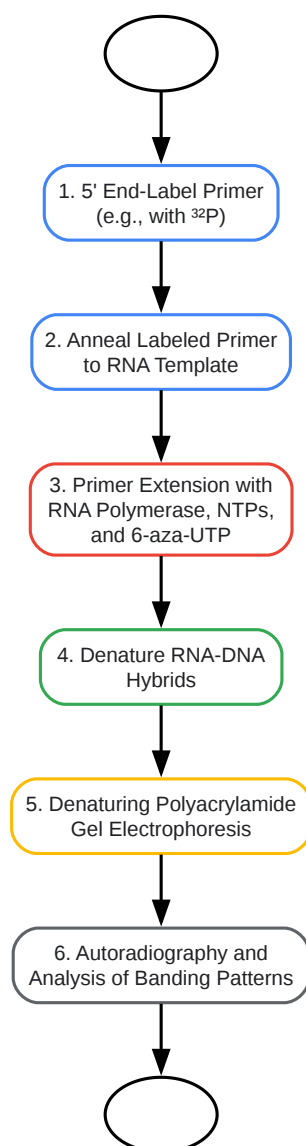 1. 5' End-Label Primer
(e.g., with ³²P)
2. Anneal Labeled Primer
to RNA Template
3. Primer Extension with
RNA Polymerase, NTPs,
and 6-aza-UTP
4. Denature RNA-DNA
Hybrids
5. Denaturing Polyacrylamide
Gel Electrophoresis
6. Autoradiography and
Analysis of Banding Patterns